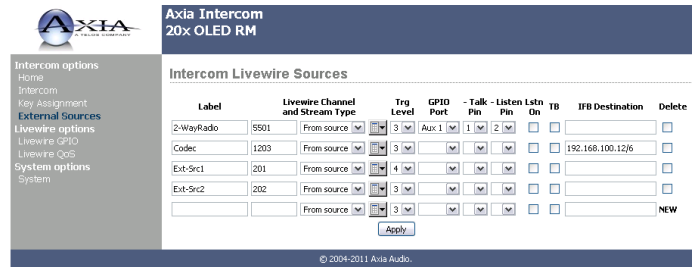 AXIA
A TELOS COMPANY
Axia Intercom
20x OLED RM
Intercom options
Home
Intercom
Key Assignment
External Sources
Livewire options
Livewire GPIO
Livewire QoS
System options
System
Intercom Livewire Sources
Label Livewire Channel and Stream Type Trg Level GPIO Port - Talk Pin - Listen Pin Lstn On TB IFB Destination Delete
2-WayRadio 5501 From source 3 Aux 1 1 2
Codec 1203 From source 3 192.168.100.12/6
Ext-Src1 201 From source 4
Ext-Src2 202 From source 3
From source 3 NEW
Apply
© 2004-2011 Axia Audio.